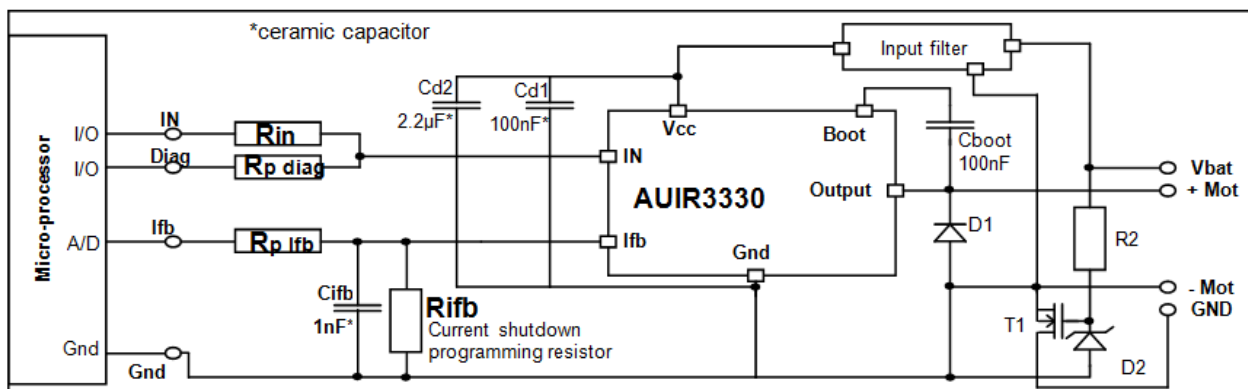 *ceramic capacitor
Input filter
Cd2
2.2µF*
Cd1
100nF*
Micro-processor
I/O
IN
Rin
I/O
Diag
Rp diag
A/D
Ifb
Rp Ifb
Vcc
Boot
IN
AUIR3330
Output
Ifb
Gnd
Cboot
100nF
D1
Vbat
+ Mot
R2
- Mot
GND
T1
D2
Cifb
1nF*
Rifb
Current shutdown
programming resistor
Gnd
Gnd